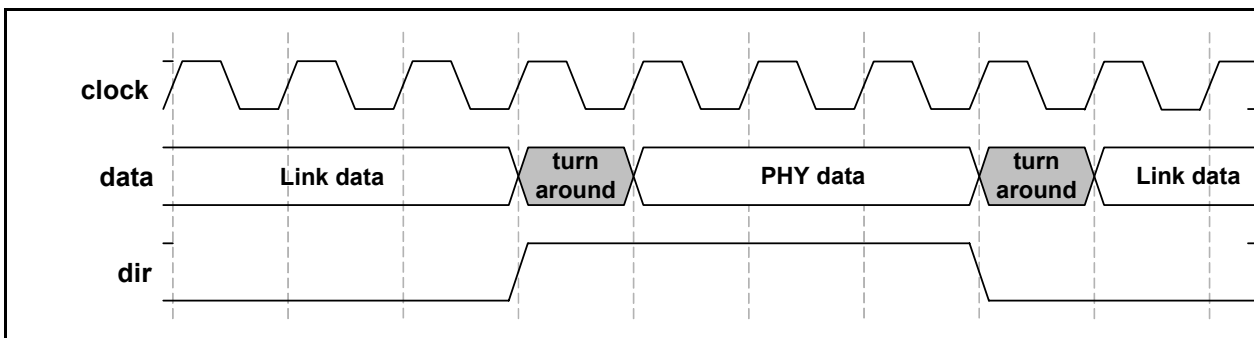 clock
data
Link data
turn
around
PHY data
turn
around
Link data
dir